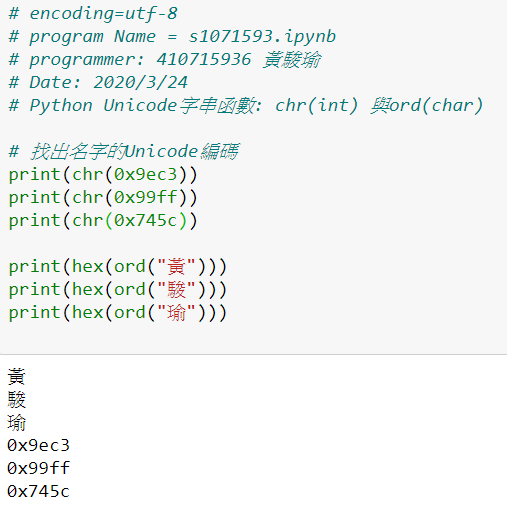 # encoding=utf-8
# program Name = s1071593.ipynb
# programmer: 410715936 黃駿瑜
# Date: 2020/3/24
# Python Unicode字串函數: chr(int) 與ord(char)
# 找出名字的Unicode編碼
print(chr(0x9ec3))
print(chr(0x99ff))
print(chr(0x745c))
print(hex(ord("黃")))
print(hex(ord("駿")))
print(hex(ord("瑜")))
黃
駿
瑜
0x9ec3
0x99ff
0x745c